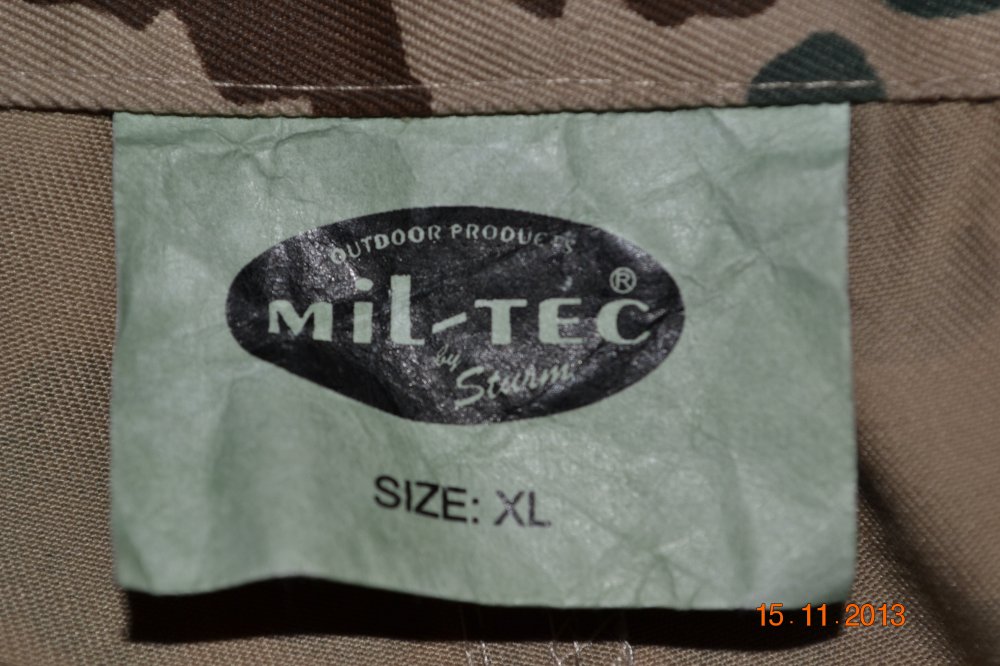 OUTDOOR PRODUCTS
MiL-TEC®
by
Sturm
SIZE: XL
15.11.2013